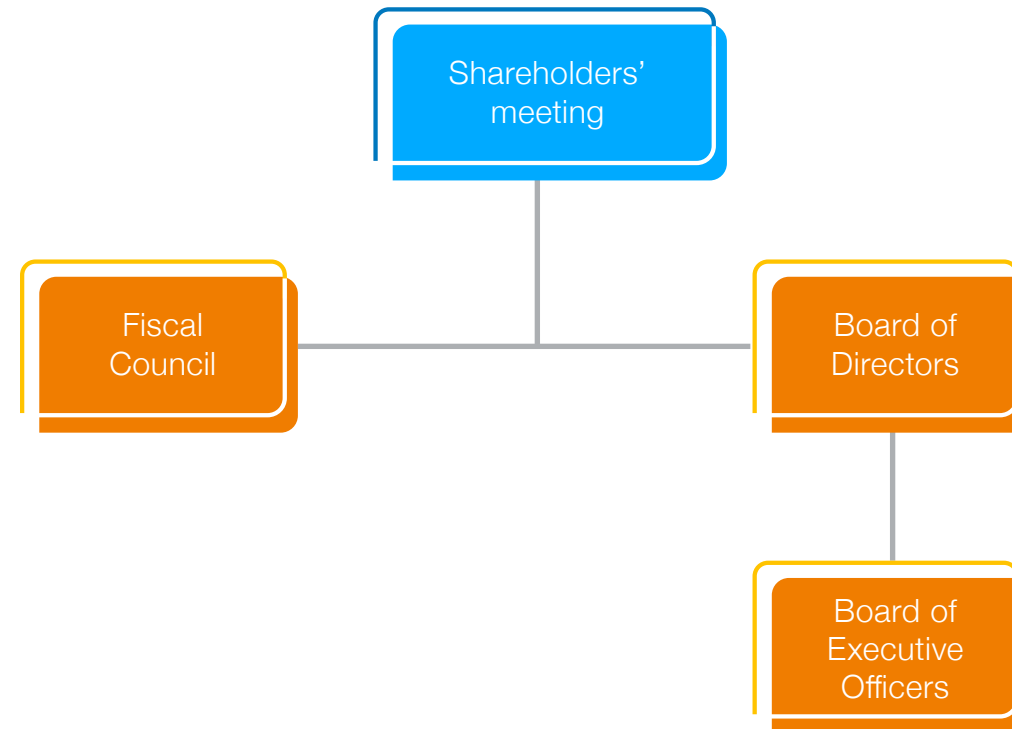 Shareholders’
meeting
Fiscal
Council
Board of
Directors
Board of
Executive
Officers